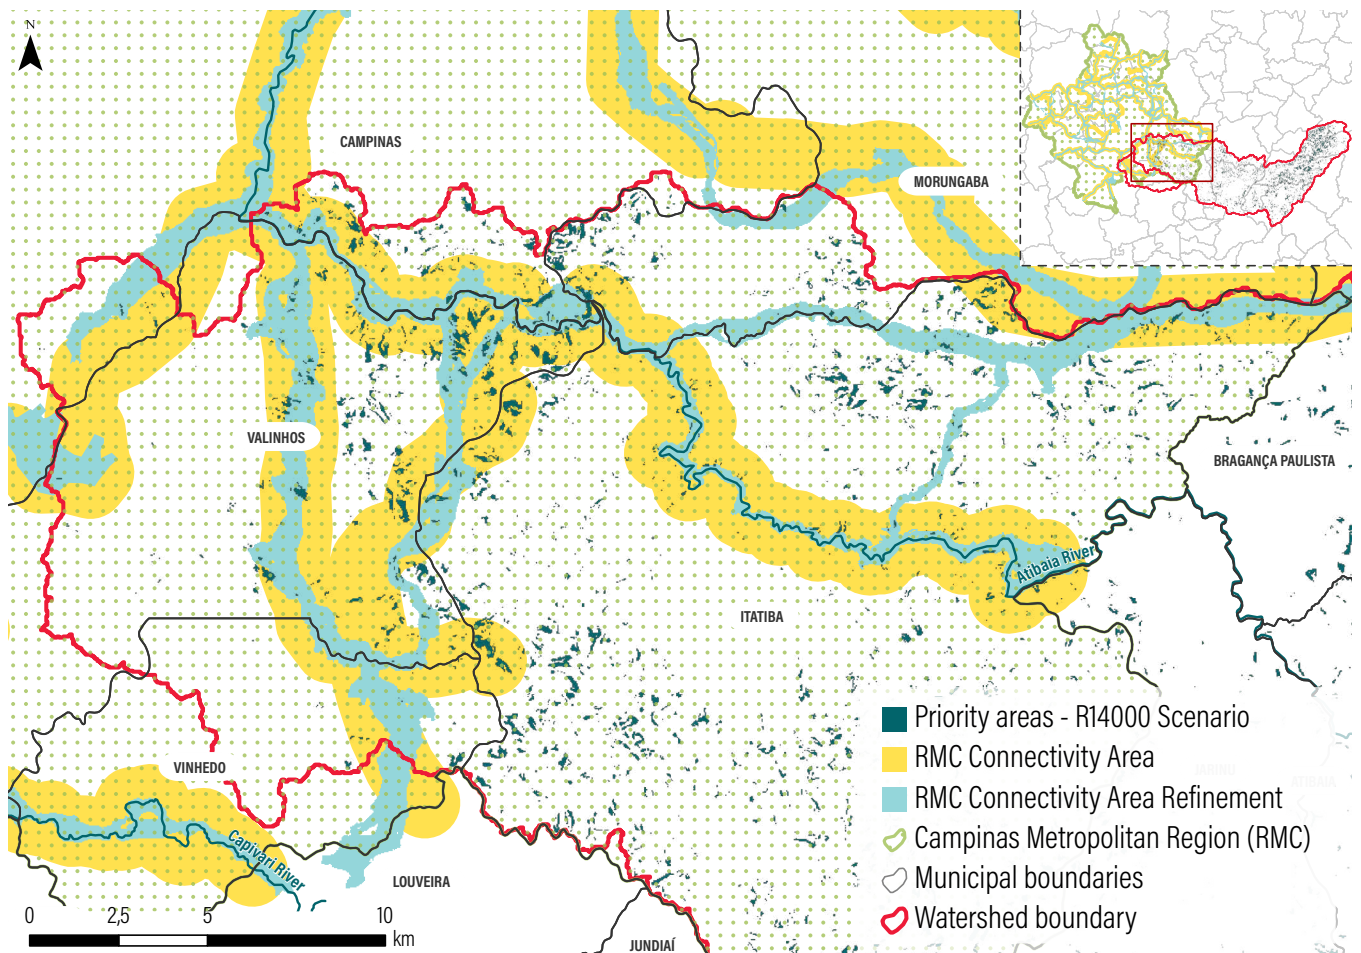 N
CAMPINAS
MORUNGABA
VALINHOS
BRAGANÇA PAULISTA
Atibaia River
ITATIBA
VINHEDO
Capivari River
LOUVEIRA
JUNDIAÍ
Priority areas - R14000 Scenario
RMC Connectivity Area
RMC Connectivity Area Refinement
Campinas Metropolitan Region (RMC)
Municipal boundaries
Watershed boundary
JARINU
ATIBAIA
0 2,5 5 10
km